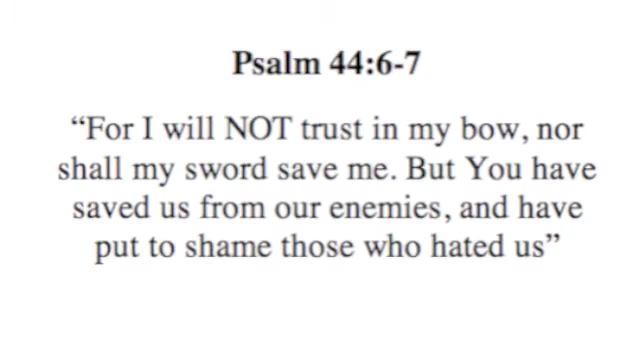 Psalm 44:6-7
“For I will NOT trust in my bow, nor
shall my sword save me. But You have
saved us from our enemies, and have
put to shame those who hated us”